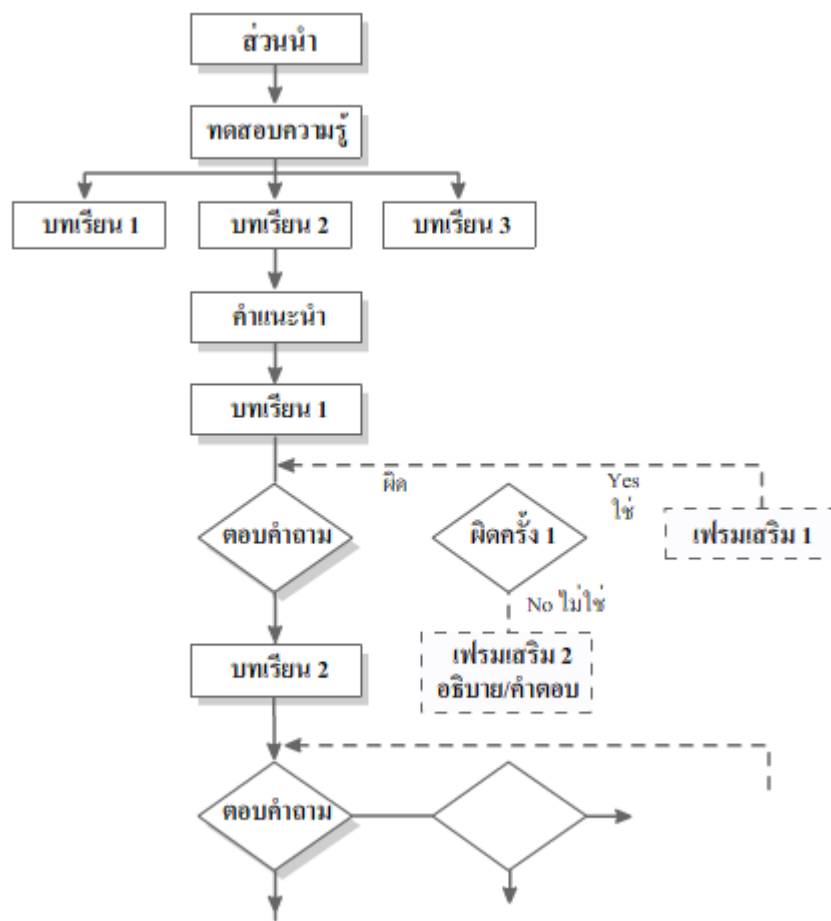 ส่วนนำ
ทดสอบความรู้
บทเรียน 1
บทเรียน 2
บทเรียน 3
คำแนะนำ
บทเรียน 1
ผิด
Yes
ใช่
ตอบคำถาม
ผิดครั้ง 1
เฟรมเสริม 1
No ไม่ใช่
บทเรียน 2
เฟรมเสริม 2
อธิบาย/คำตอบ
ตอบคำถาม